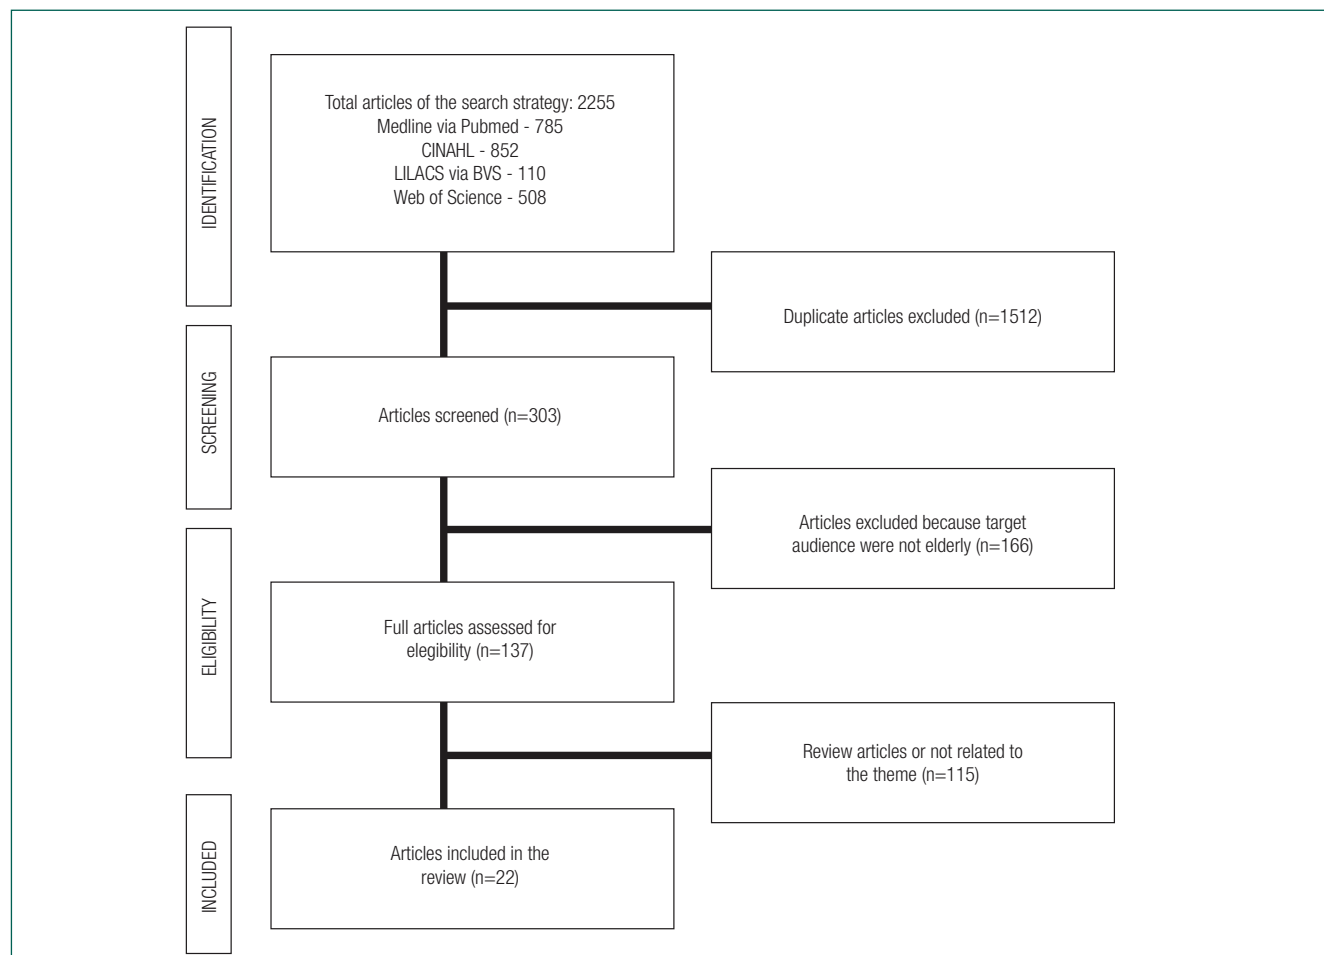 IDENTIFICATION
Total articles of the search strategy: 2255
Medline via Pubmed - 785
CINAHL - 852
LILACS via BVS - 110
Web of Science - 508
Duplicate articles excluded (n=1512)
SCREENING
Articles screened (n=303)
Articles excluded because target
audience were not elderly (n=166)
ELIGIBILITY
Full articles assessed for
elegibility (n=137)
Review articles or not related to
the theme (n=115)
INCLUDED
Articles included in the
review (n=22)